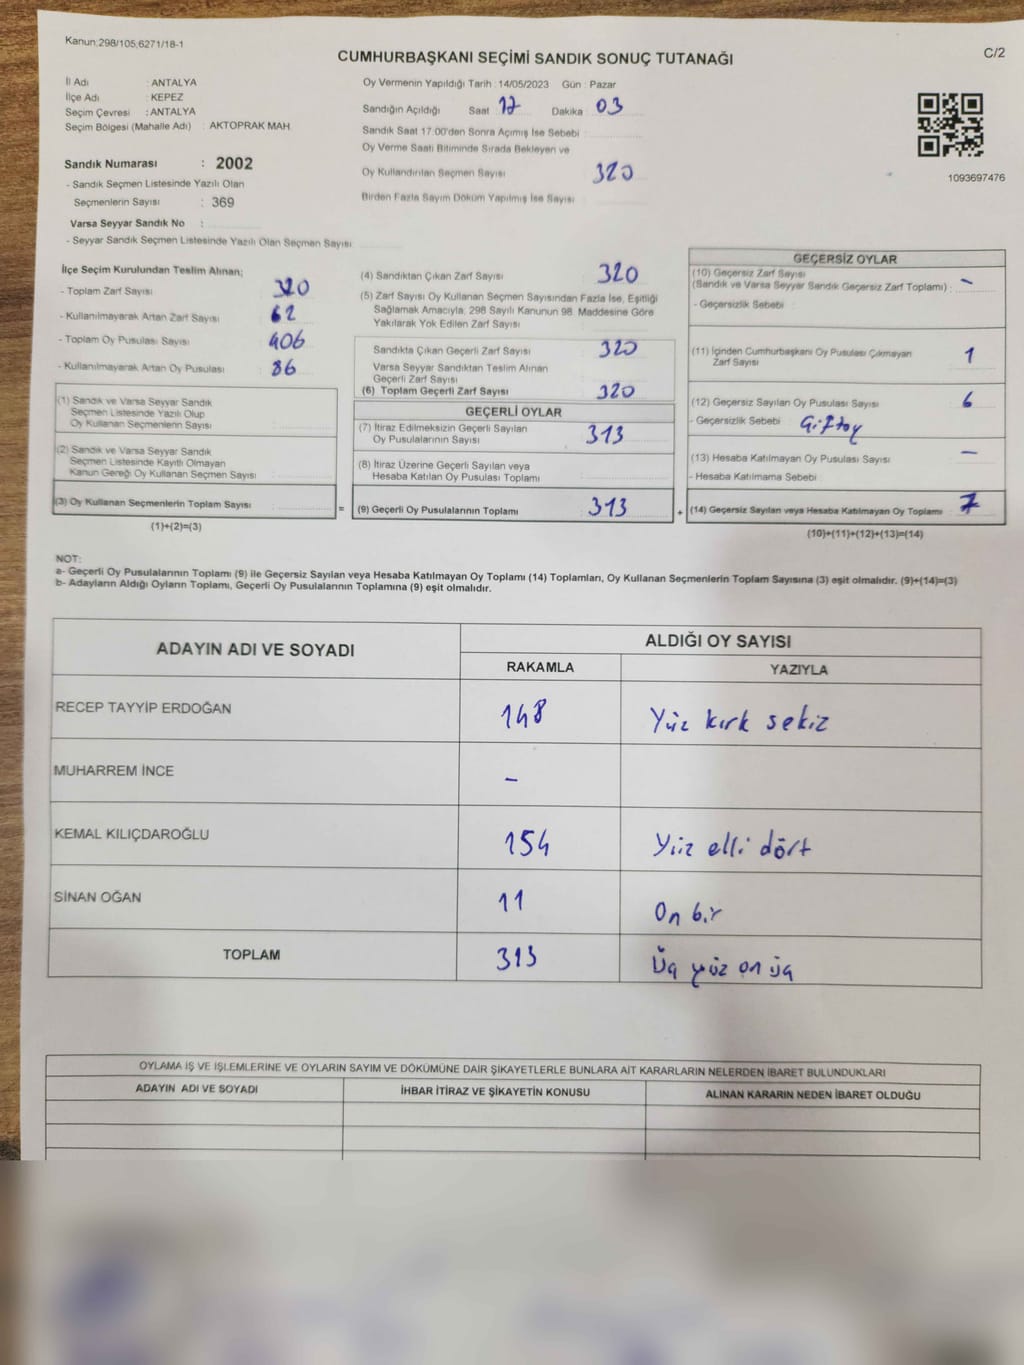 Kanun:298/105,6271/18-1
C/2
CUMHURBAŞKANI SEÇİMİ SANDIK SONUÇ TUTANAĞI
İl Adı : ANTALYA
İlçe Adı : KEPEZ
Seçim Çevresi : ANTALYA
Seçim Bölgesi (Mahalle Adı) : AKTOPRAK MAH
Sandık Numarası : 2002
- Sandık Seçmen Listesinde Yazılı Olan
Seçmenlerin Sayısı : 369
Varsa Seyyar Sandık No :
- Seyyar Sandık Seçmen Listesinde Yazılı Olan Seçmen Sayısı
Oy Vermenin Yapıldığı Tarih : 14/05/2023 Gün : Pazar
Sandığın Açıldığı Saat 17 Dakika 03
Sandık Saat 17:00'den Sonra Açılmış İse Sebebi :
Oy Verme Saati Bitiminde Sırada Bekleyen ve
Oy Kullandırılan Seçmen Sayısı 320
Birden Fazla Sayım Döküm Yapılmış İse Sayısı
1093697476
İlçe Seçim Kurulundan Teslim Alınan;
- Toplam Zarf Sayısı 320
- Kullanılmayarak Artan Zarf Sayısı 62
- Toplam Oy Pusulası Sayısı 406
- Kullanılmayarak Artan Oy Pusulası 86
(1) Sandık ve Varsa Seyyar Sandık
Seçmen Listesinde Yazılı Olup
Oy Kullanan Seçmenlerin Sayısı
(2) Sandık ve Varsa Seyyar Sandık
Seçmen Listesinde Kayıtlı Olmayan
Kanun Gereği Oy Kullanan Seçmen Sayısı
(3) Oy Kullanan Seçmenlerin Toplam Sayısı
(1)+(2)=(3)
=
(4) Sandıktan Çıkan Zarf Sayısı 320
(5) Zarf Sayısı Oy Kullanan Seçmen Sayısından Fazla İse, Eşitliği
Sağlamak Amacıyla, 298 Sayılı Kanunun 98. Maddesine Göre
Yakılarak Yok Edilen Zarf Sayısı
Sandıkta Çıkan Geçerli Zarf Sayısı 320
Varsa Seyyar Sandıktan Teslim Alınan
Geçerli Zarf Sayısı
(6) Toplam Geçerli Zarf Sayısı 320
GEÇERLİ OYLAR
(7) İtiraz Edilmeksizin Geçerli Sayılan
Oy Pusulalarının Sayısı 313
(8) İtiraz Üzerine Geçerli Sayılan veya
Hesaba Katılan Oy Pusulası Toplamı
(9) Geçerli Oy Pusulalarının Toplamı 313
+
GEÇERSİZ OYLAR
(10) Geçersiz Zarf Sayısı
(Sandık ve Varsa Seyyar Sandık Geçersiz Zarf Toplamı) : -
- Geçersizlik Sebebi :
(11) İçinden Cumhurbaşkanı Oy Pusulası Çıkmayan
Zarf Sayısı 1
(12) Geçersiz Sayılan Oy Pusulası Sayısı 6
- Geçersizlik Sebebi :
(13) Hesaba Katılmayan Oy Pusulası Sayısı -
- Hesaba Katılmama Sebebi :
(14) Geçersiz Sayılan veya Hesaba Katılmayan Oy Toplamı 7
(10)+(11)+(12)+(13)=(14)
NOT:
a- Geçerli Oy Pusulalarının Toplamı (9) ile Geçersiz Sayılan veya Hesaba Katılmayan Oy Toplamı (14) Toplamları, Oy Kullanan Seçmenlerin Toplam Sayısına (3) eşit olmalıdır. (9)+(14)=(3)
b- Adayların Aldığı Oyların Toplamı, Geçerli Oy Pusulalarının Toplamına (9) eşit olmalıdır.
ADAYIN ADI VE SOYADI
ALDIĞI OY SAYISI
RAKAMLA YAZIYLA
RECEP TAYYİP ERDOĞAN 148 Yüz kırk sekiz
MUHARREM İNCE -
KEMAL KILIÇDAROĞLU 154 Yüz elli dört
SİNAN OĞAN 11 On bir
TOPLAM 313 Üç yüz on üç
OYLAMA İŞ VE İŞLEMLERİNE VE OYLARIN SAYIM VE DÖKÜMÜNE DAİR ŞİKAYETLERLE BUNLARA AİT KARARLARIN NELERDEN İBARET BULUNDUKLARI
ADAYIN ADI VE SOYADI İHBAR İTİRAZ VE ŞİKAYETİN KONUSU ALINAN KARARIN NEDEN İBARET OLDUĞU